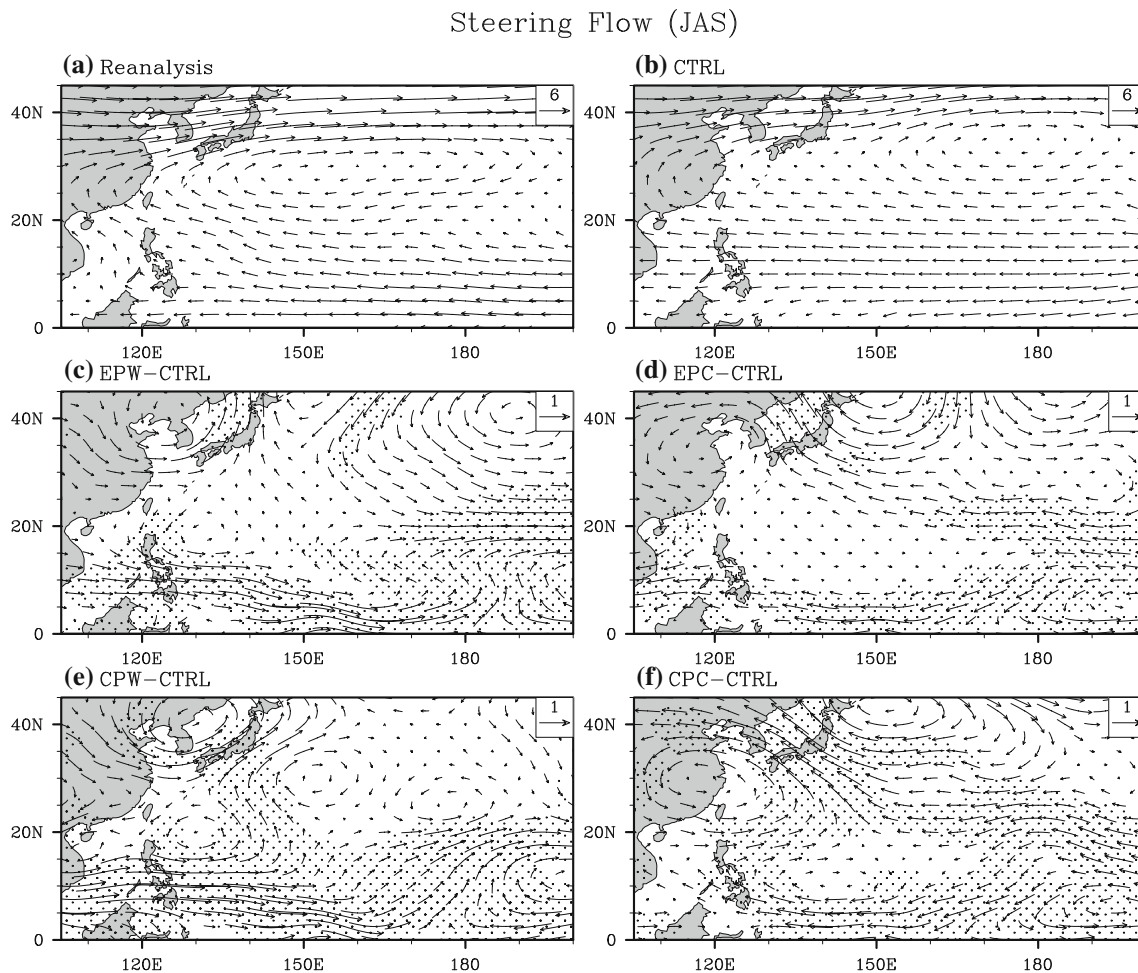 Steering Flow (JAS)
(a) Reanalysis
(b) CTRL
6
6
40N
20N
0
120E 150E 180
40N
20N
0
120E 150E 180
(c) EPW-CTRL
(d) EPC-CTRL
1
1
40N
20N
0
120E 150E 180
40N
20N
0
120E 150E 180
(e) CPW-CTRL
(f) CPC-CTRL
1
1
40N
20N
0
120E 150E 180
40N
20N
0
120E 150E 180